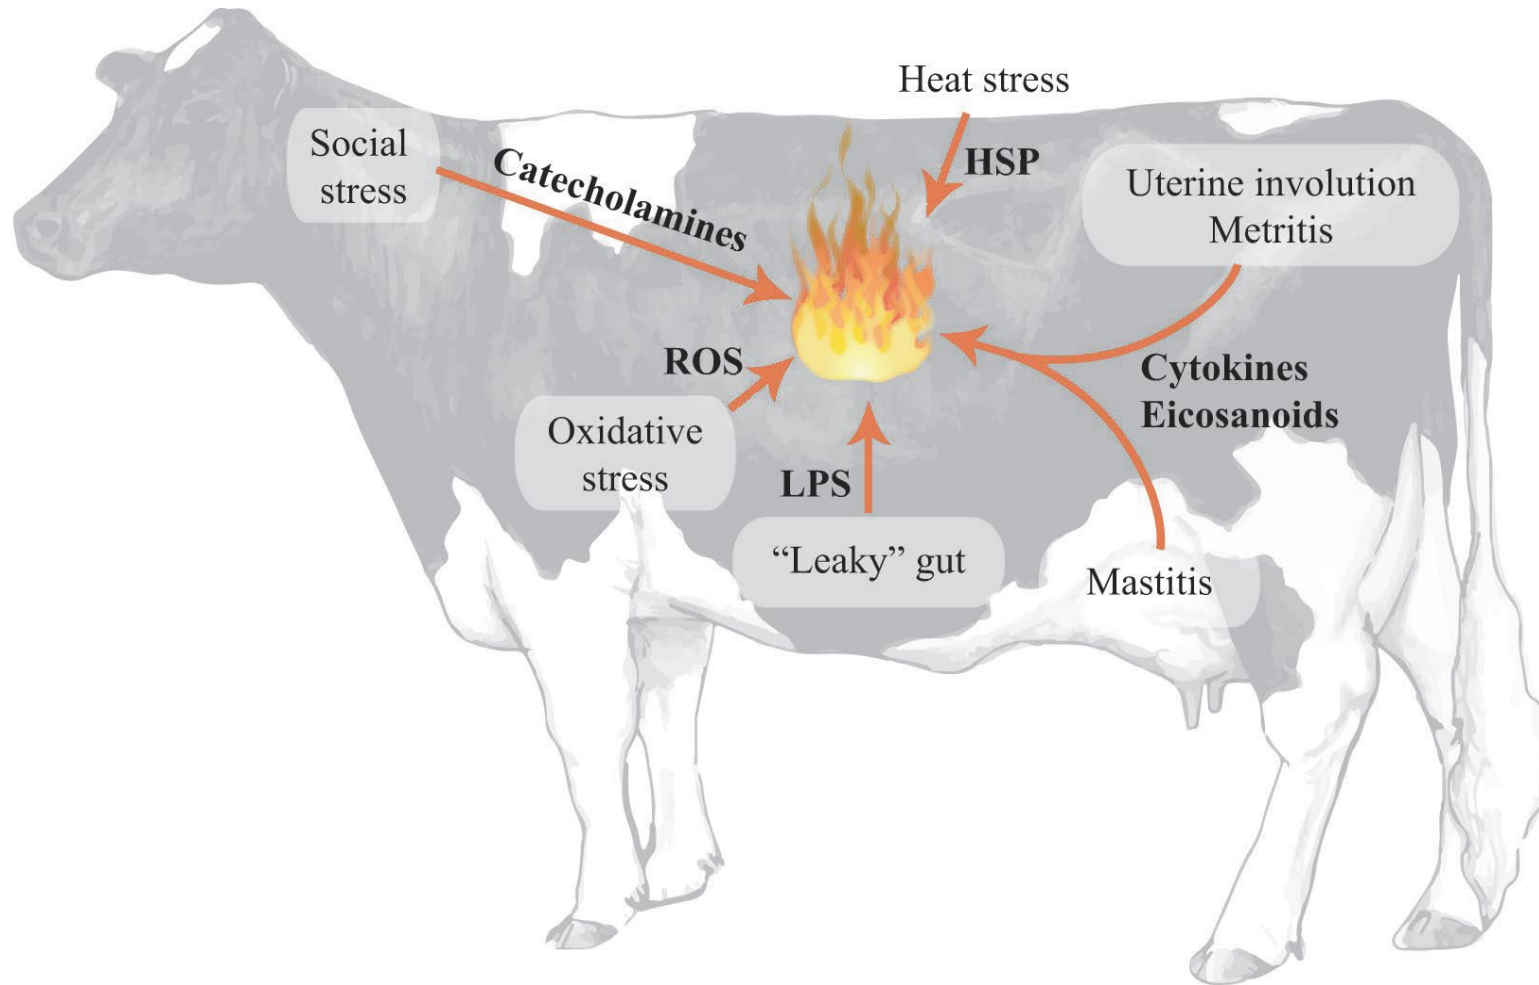 Heat stress
Social
stress
Catecholamines
HSP
Uterine involution
Metritis
ROS
Cytokines
Eicosanoids
Oxidative
stress
LPS
“Leaky” gut
Mastitis